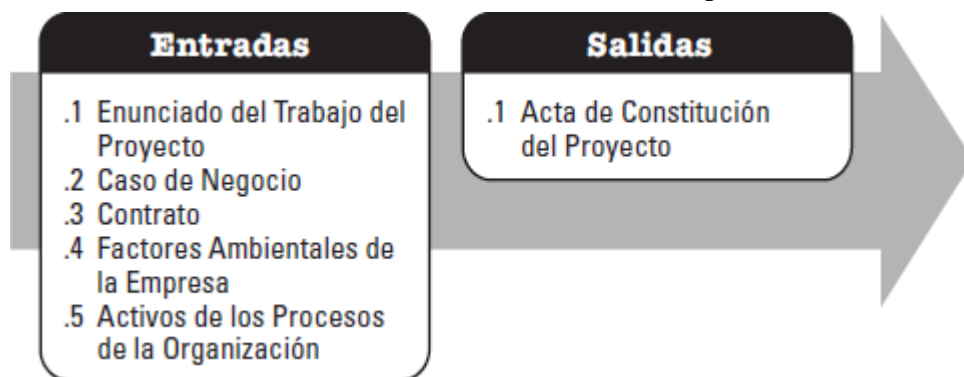 Entradas
.1 Enunciado del Trabajo del
Proyecto
.2 Caso de Negocio
.3 Contrato
.4 Factores Ambientales de
la Empresa
.5 Activos de los Procesos
de la Organización
Salidas
.1 Acta de Constitución
del Proyecto